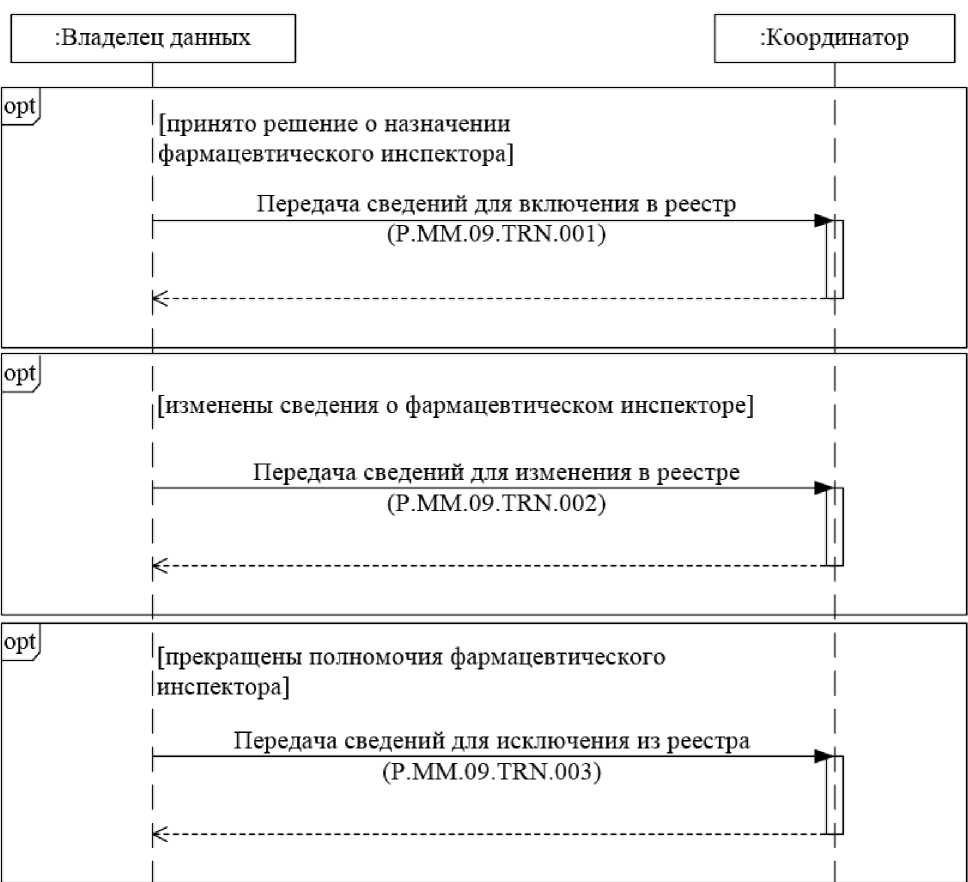 :Владелец данных
:Координатор
opt
[принято решение о назначении
фармацевтического инспектора]
Передача сведений для включения в реестр
(P.MM.09.TRN.001)
opt
[изменены сведения о фармацевтическом инспекторе]
Передача сведений для изменения в реестре
(P.MM.09.TRN.002)
opt
[прекращены полномочия фармацевтического
инспектора]
Передача сведений для исключения из реестра
(P.MM.09.TRN.003)